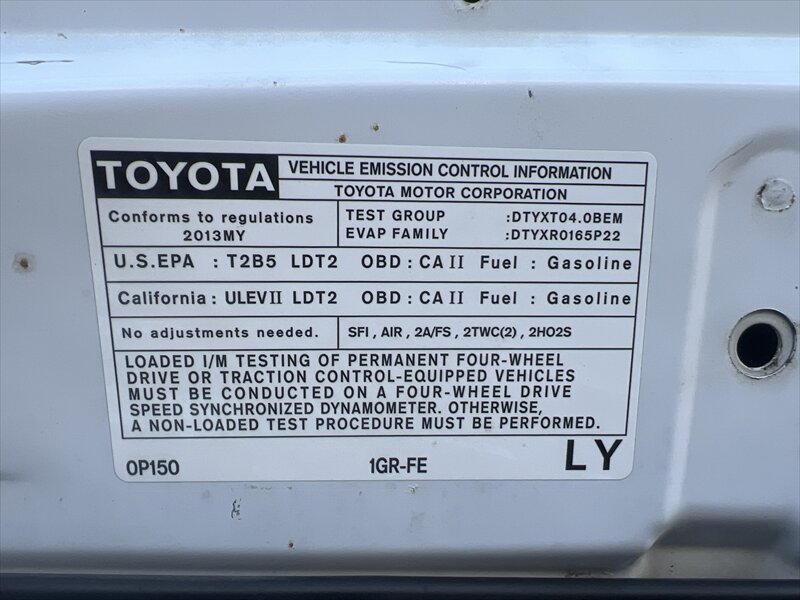 TOYOTA
VEHICLE EMISSION CONTROL INFORMATION
TOYOTA MOTOR CORPORATION
Conforms to regulations
2013MY
TEST GROUP :DTYXT04.0BEM
EVAP FAMILY :DTYXR0165P22
U.S.EPA : T2B5 LDT2 OBD : CA II Fuel : Gasoline
California : ULEV II LDT2 OBD : CA II Fuel : Gasoline
No adjustments needed.
SFI , AIR , 2A/FS , 2TWC(2) , 2HO2S
LOADED I/M TESTING OF PERMANENT FOUR-WHEEL
DRIVE OR TRACTION CONTROL-EQUIPPED VEHICLES
MUST BE CONDUCTED ON A FOUR-WHEEL DRIVE
SPEED SYNCHRONIZED DYNAMOMETER. OTHERWISE,
A NON-LOADED TEST PROCEDURE MUST BE PERFORMED.
0P150 1GR-FE LY